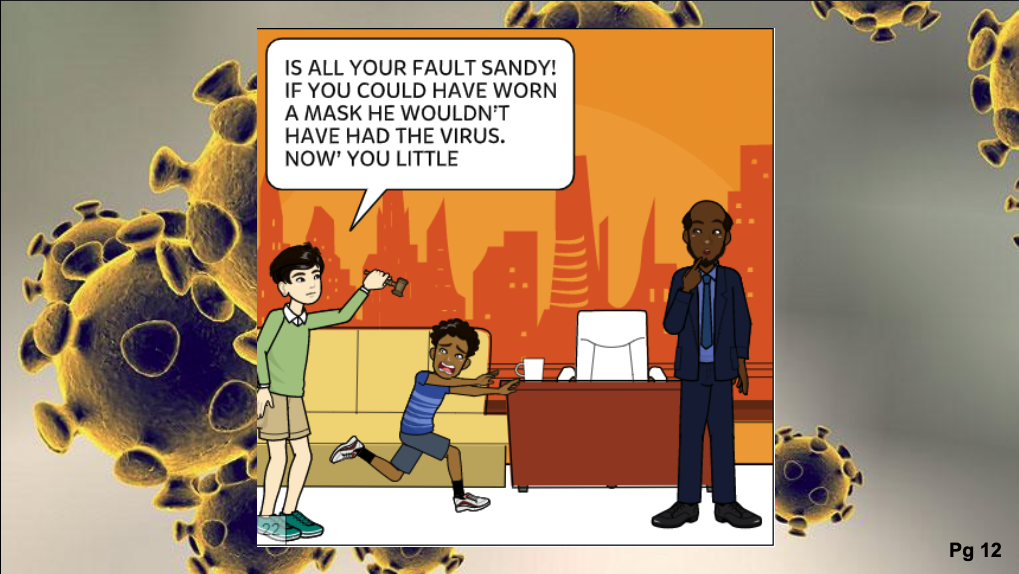 IS ALL YOUR FAULT SANDY!
IF YOU COULD HAVE WORN
A MASK HE WOULDN'T
HAVE HAD THE VIRUS.
NOW' YOU LITTLE
22
Pg 12